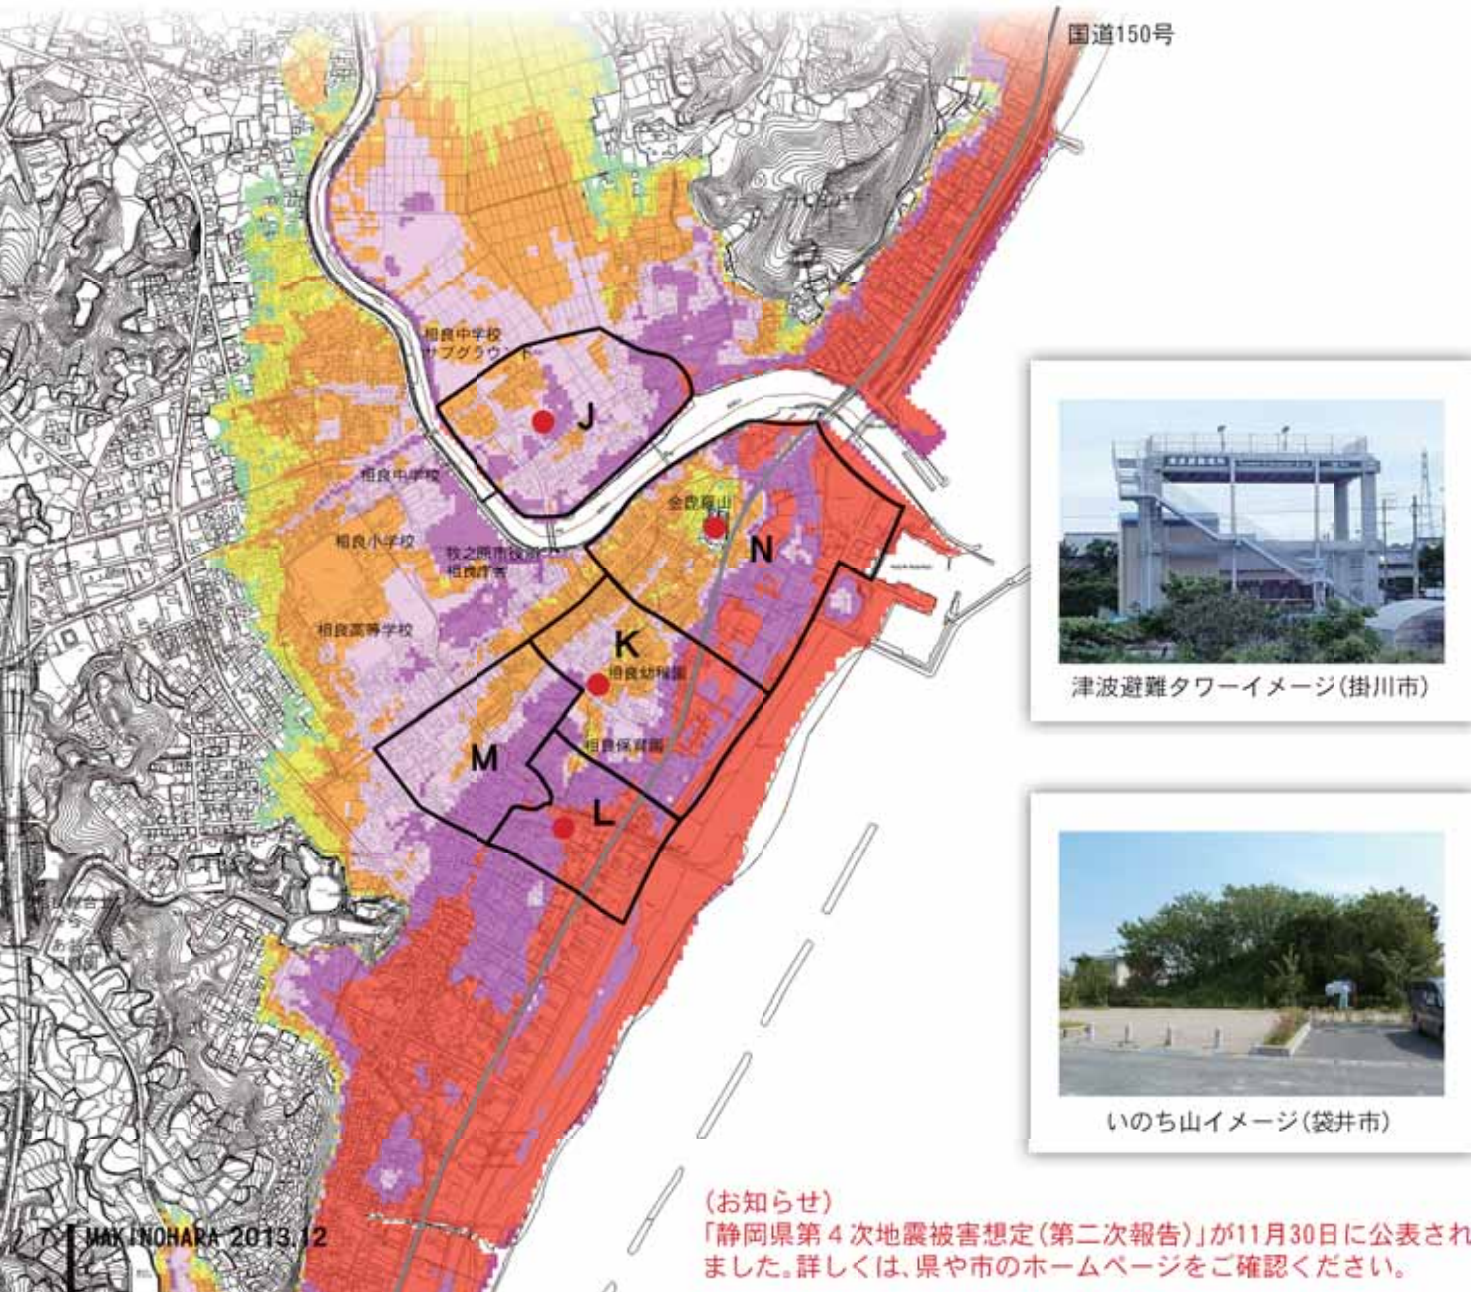 国道150号
相良中学校
サブグラウンド
J
相良中学校
金毘羅山
相良小学校
牧之原市役所
相良庁舎
N
相良高等学校
K
相良幼稚園
M
相良保育園
L
津波避難タワーイメージ(掛川市)
いのち山イメージ(袋井市)
(お知らせ)
「静岡県第4次地震被害想定(第二次報告)」が11月30日に公表され
ました。詳しくは、県や市のホームページをご確認ください。
7 MAKINOHARA 2013.12